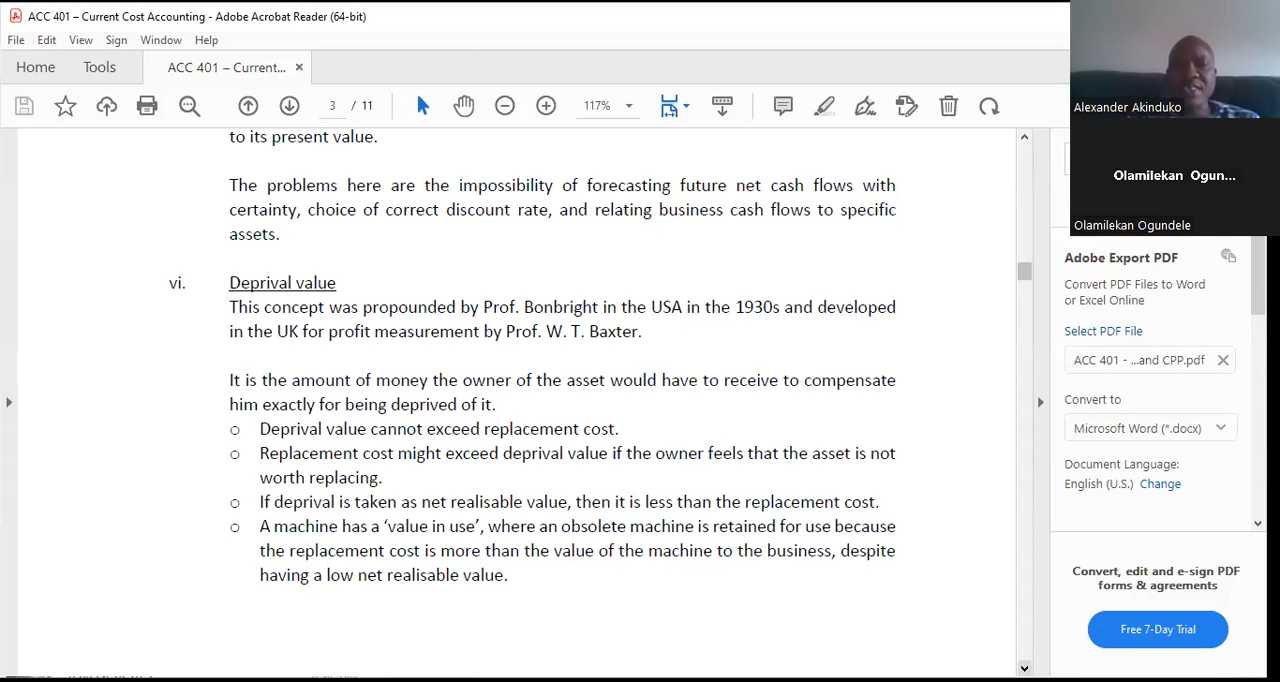 ACC 401 – Current Cost Accounting - Adobe Acrobat Reader (64-bit)
File Edit View Sign Window Help
Home Tools ACC 401 – Current... ×
3 / 11 117%
Alexander Akinduko
Olamilekan Ogun...
Olamilekan Ogundele
to its present value.
The problems here are the impossibility of forecasting future net cash flows with
certainty, choice of correct discount rate, and relating business cash flows to specific
assets.
vi. Deprival value
This concept was propounded by Prof. Bonbright in the USA in the 1930s and developed
in the UK for profit measurement by Prof. W. T. Baxter.
It is the amount of money the owner of the asset would have to receive to compensate
him exactly for being deprived of it.
o Deprival value cannot exceed replacement cost.
o Replacement cost might exceed deprival value if the owner feels that the asset is not
worth replacing.
o If deprival is taken as net realisable value, then it is less than the replacement cost.
o A machine has a ‘value in use’, where an obsolete machine is retained for use because
the replacement cost is more than the value of the machine to the business, despite
having a low net realisable value.
Adobe Export PDF
Convert PDF Files to Word
or Excel Online
Select PDF File
ACC 401 - ...and CPP.pdf
Convert to
Microsoft Word (*.docx)
Document Language:
English (U.S.) Change
Convert, edit and e-sign PDF
forms & agreements
Free 7-Day Trial